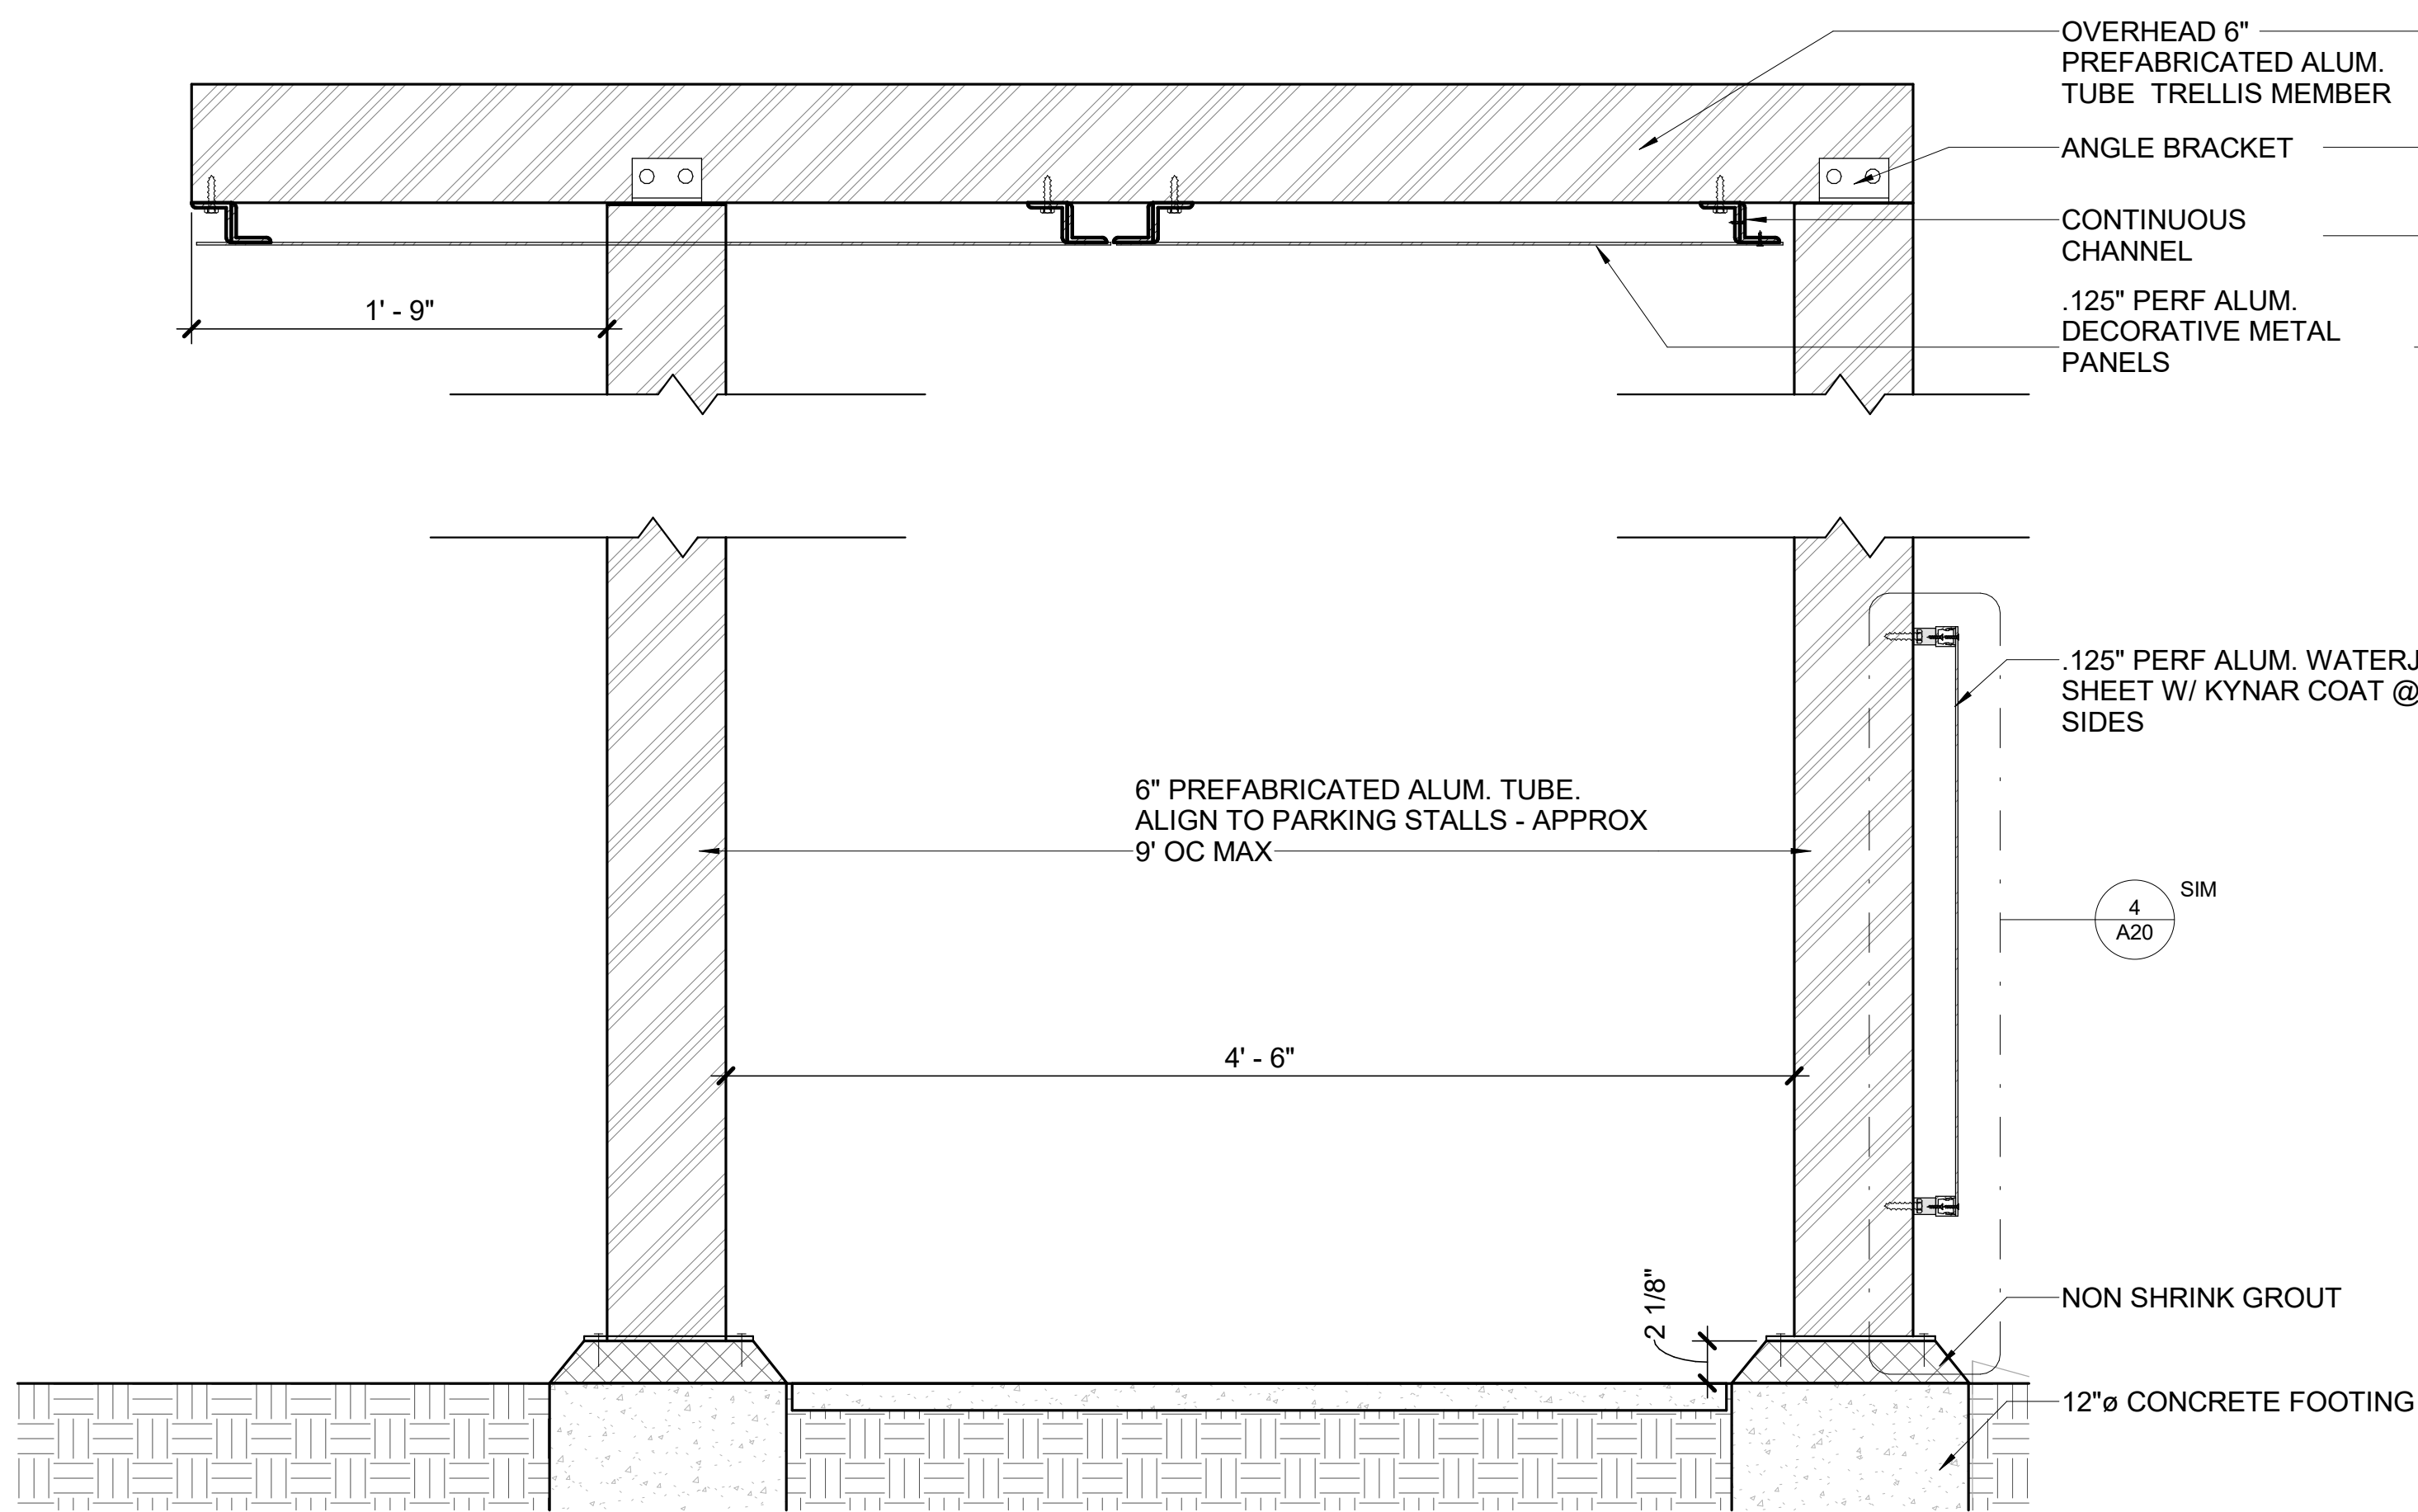 OVERHEAD 6"
PREFABRICATED ALUM.
TUBE TRELLIS MEMBER
ANGLE BRACKET
CONTINUOUS
CHANNEL
.125" PERF ALUM.
DECORATIVE METAL
PANELS
1' - 9"
.125" PERF ALUM. WATERJ
SHEET W/ KYNAR COAT @
SIDES
6" PREFABRICATED ALUM. TUBE.
ALIGN TO PARKING STALLS - APPROX
9' OC MAX
SIM
4
A20
4' - 6"
2 1/8"
NON SHRINK GROUT
12"ø CONCRETE FOOTING